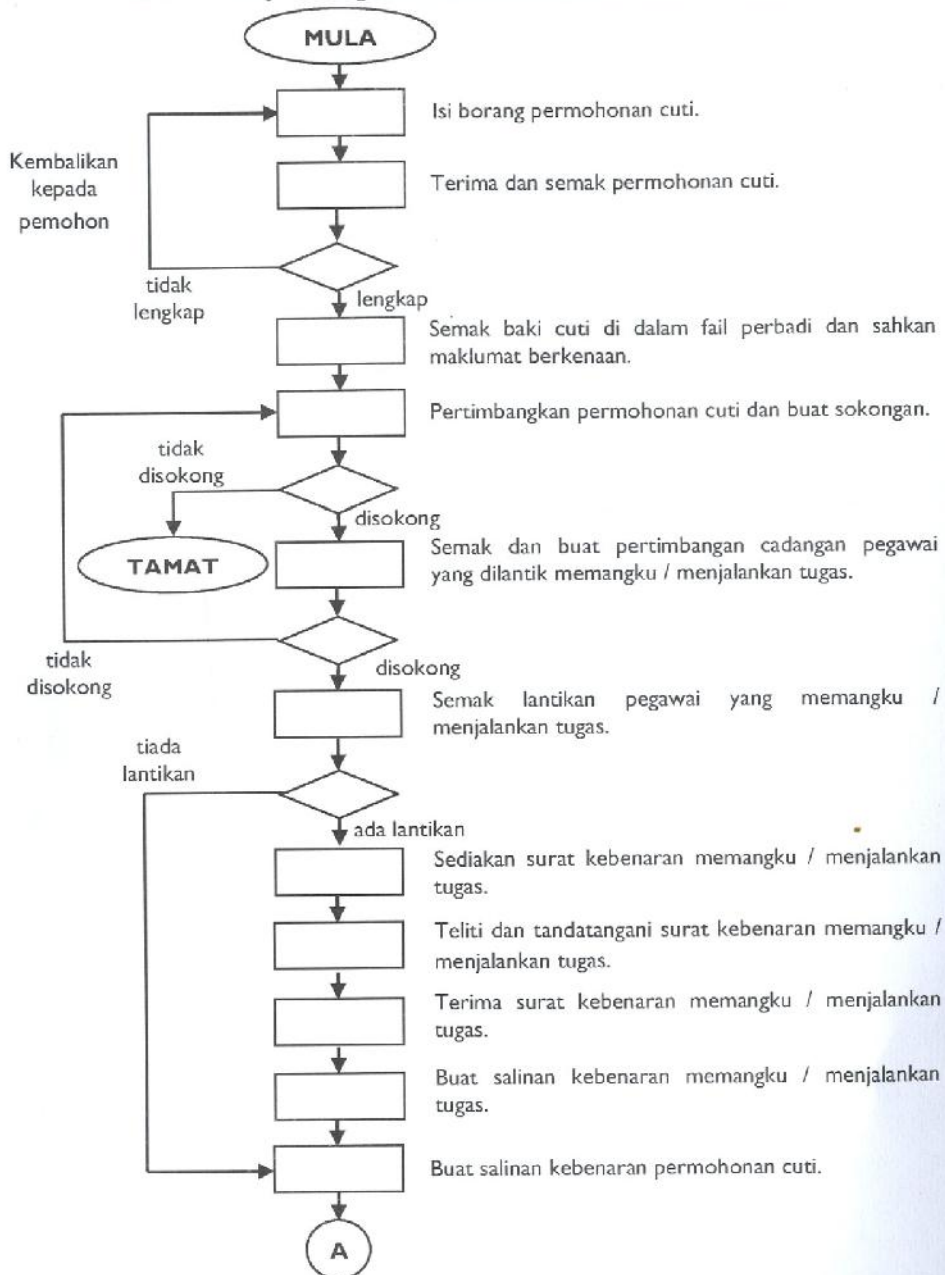 MULA
Isi borang permohonan cuti.
Kembalikan
kepada
pemohon
Terima dan semak permohonan cuti.
tidak
lengkap
lengkap
Semak baki cuti di dalam fail perbadi dan sahkan
maklumat berkenaan.
Pertimbangkan permohonan cuti dan buat sokongan.
tidak
disokong
disokong
TAMAT
Semak dan buat pertimbangan cadangan pegawai
yang dilantik memangku / menjalankan tugas.
tidak
disokong
disokong
Semak lantikan pegawai yang memangku /
menjalankan tugas.
tiada
lantikan
ada lantikan
Sediakan surat kebenaran memangku / menjalankan
tugas.
Teliti dan tandatangani surat kebenaran memangku /
menjalankan tugas.
Terima surat kebenaran memangku / menjalankan
tugas.
Buat salinan kebenaran memangku / menjalankan
tugas.
Buat salinan kebenaran permohonan cuti.
A